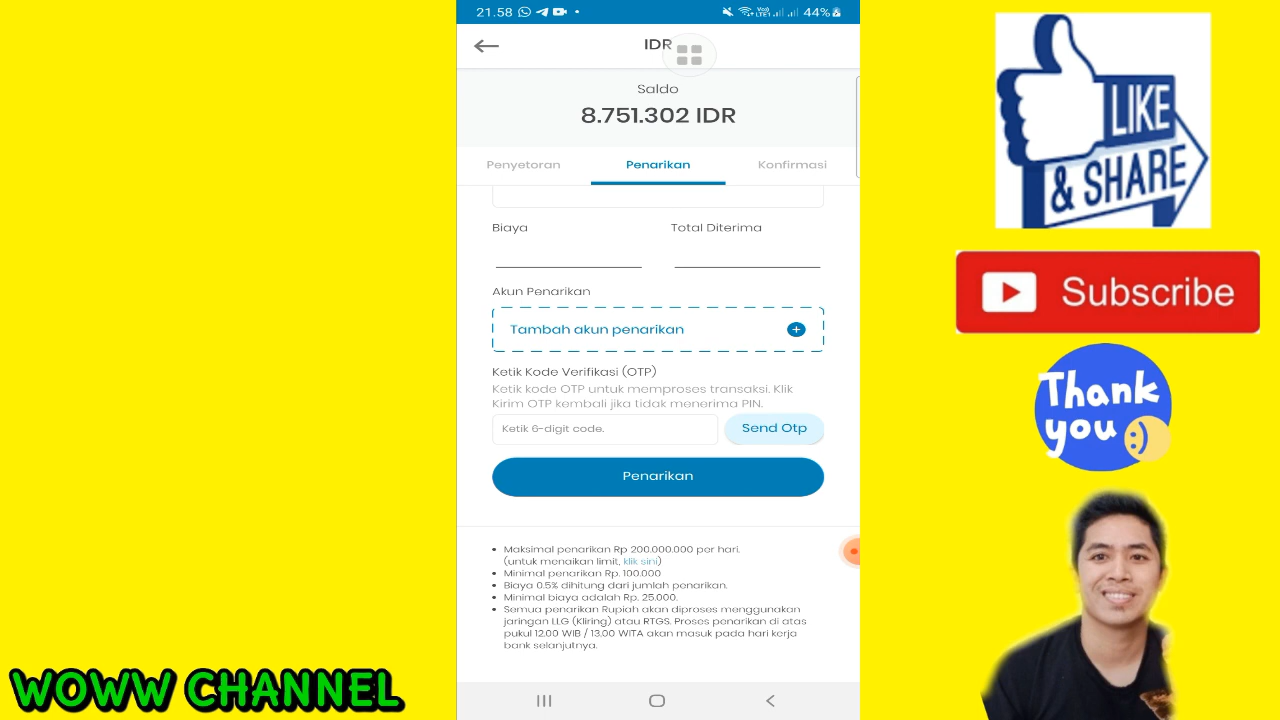 21.58
44%
IDR
Saldo
8.751.302 IDR
Penyetoran
Penarikan
Konfirmasi
Biaya
Total Diterima
Akun Penarikan
Tambah akun penarikan
Ketik Kode Verifikasi (OTP)
Ketik kode OTP untuk memproses transaksi. Klik
Kirim OTP kembali jika tidak menerima PIN.
Ketik 6-digit code.
Send Otp
Penarikan
• Maksimal penarikan Rp 200.000.000 per hari.
(untuk menaikan limit, klik sini)
• Minimal penarikan Rp. 100.000
• Biaya 0.5% dihitung dari jumlah penarikan.
• Minimal biaya adalah Rp. 25.000.
• Semua penarikan Rupiah akan diproses menggunakan
jaringan LLG (Kliring) atau RTGS. Proses penarikan di atas
pukul 12.00 WIB / 13.00 WITA akan masuk pada hari kerja
bank selanjutnya.
LIKE
& SHARE
Subscribe
Thank
you
WOWW CHANNEL